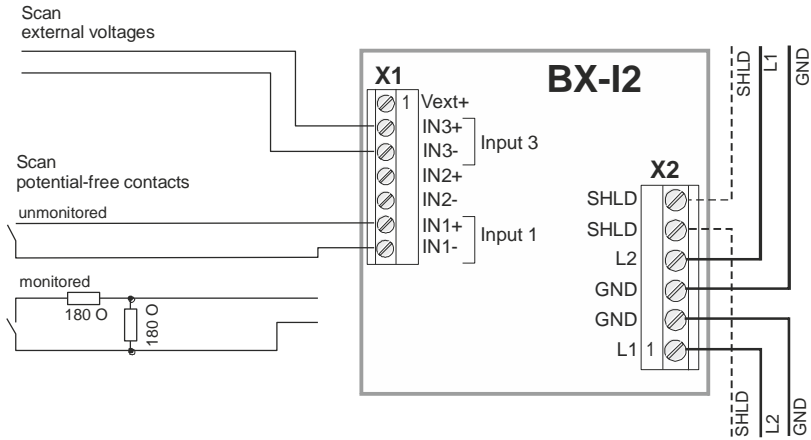 Scan
external voltages
BX-I2
X1
1 Vext+
IN3+
IN3-
Input 3
IN2+
IN2-
IN1+
IN1-
Input 1
Scan
potential-free contacts
unmonitored
monitored
180 O
180 O
X2
SHLD
SHLD
L2
GND
GND
L1 1
SHLD
L1
GND
SHLD
L2
GND